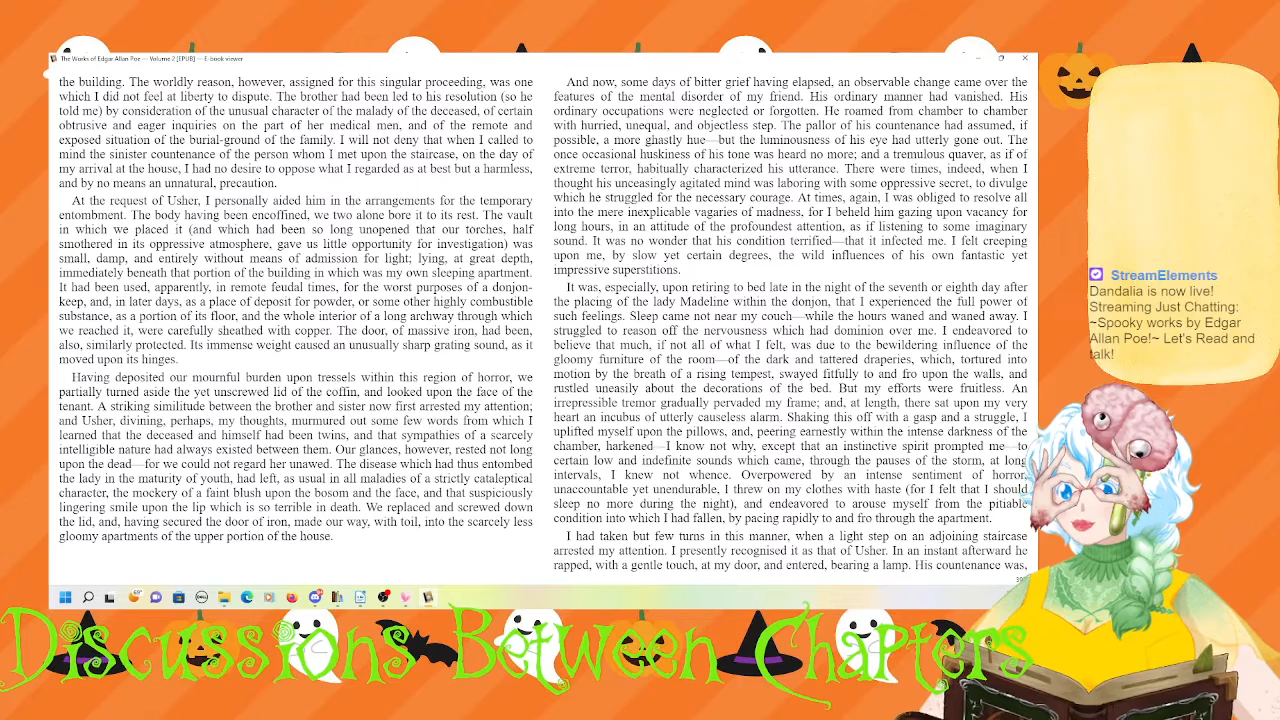 The Works of Edgar Allan Poe — Volume 2 [EPUB] — E-book viewer
the building. The worldly reason, however, assigned for this singular proceeding, was one
which I did not feel at liberty to dispute. The brother had been led to his resolution (so he
told me) by consideration of the unusual character of the malady of the deceased, of certain
obtrusive and eager inquiries on the part of her medical men, and of the remote and
exposed situation of the burial-ground of the family. I will not deny that when I called to
mind the sinister countenance of the person whom I met upon the staircase, on the day of
my arrival at the house, I had no desire to oppose what I regarded as at best but a harmless,
and by no means an unnatural, precaution.
At the request of Usher, I personally aided him in the arrangements for the temporary
entombment. The body having been encoffined, we two alone bore it to its rest. The vault
in which we placed it (and which had been so long unopened that our torches, half
smothered in its oppressive atmosphere, gave us little opportunity for investigation) was
small, damp, and entirely without means of admission for light; lying, at great depth,
immediately beneath that portion of the building in which was my own sleeping apartment.
It had been used, apparently, in remote feudal times, for the worst purposes of a donjon-
keep, and, in later days, as a place of deposit for powder, or some other highly combustible
substance, as a portion of its floor, and the whole interior of a long archway through which
we reached it, were carefully sheathed with copper. The door, of massive iron, had been,
also, similarly protected. Its immense weight caused an unusually sharp grating sound, as it
moved upon its hinges.
Having deposited our mournful burden upon tressels within this region of horror, we
partially turned aside the yet unscrewed lid of the coffin, and looked upon the face of the
tenant. A striking similitude between the brother and sister now first arrested my attention;
and Usher, divining, perhaps, my thoughts, murmured out some few words from which I
learned that the deceased and himself had been twins, and that sympathies of a scarcely
intelligible nature had always existed between them. Our glances, however, rested not long
upon the dead—for we could not regard her unawed. The disease which had thus entombed
the lady in the maturity of youth, had left, as usual in all maladies of a strictly cataleptical
character, the mockery of a faint blush upon the bosom and the face, and that suspiciously
lingering smile upon the lip which is so terrible in death. We replaced and screwed down
the lid, and, having secured the door of iron, made our way, with toil, into the scarcely less
gloomy apartments of the upper portion of the house.
And now, some days of bitter grief having elapsed, an observable change came over the
features of the mental disorder of my friend. His ordinary manner had vanished. His
ordinary occupations were neglected or forgotten. He roamed from chamber to chamber
with hurried, unequal, and objectless step. The pallor of his countenance had assumed, if
possible, a more ghastly hue—but the luminousness of his eye had utterly gone out. The
once occasional huskiness of his tone was heard no more; and a tremulous quaver, as if of
extreme terror, habitually characterized his utterance. There were times, indeed, when I
thought his unceasingly agitated mind was laboring with some oppressive secret, to divulge
which he struggled for the necessary courage. At times, again, I was obliged to resolve all
into the mere inexplicable vagaries of madness, for I beheld him gazing upon vacancy for
long hours, in an attitude of the profoundest attention, as if listening to some imaginary
sound. It was no wonder that his condition terrified—that it infected me. I felt creeping
upon me, by slow yet certain degrees, the wild influences of his own fantastic yet
impressive superstitions.
It was, especially, upon retiring to bed late in the night of the seventh or eighth day after
the placing of the lady Madeline within the donjon, that I experienced the full power of
such feelings. Sleep came not near my couch—while the hours waned and waned away. I
struggled to reason off the nervousness which had dominion over me. I endeavored to
believe that much, if not all of what I felt, was due to the bewildering influence of the
gloomy furniture of the room—of the dark and tattered draperies, which, tortured into
motion by the breath of a rising tempest, swayed fitfully to and fro upon the walls, and
rustled uneasily about the decorations of the bed. But my efforts were fruitless. An
irrepressible tremor gradually pervaded my frame; and, at length, there sat upon my very
heart an incubus of utterly causeless alarm. Shaking this off with a gasp and a struggle, I
uplifted myself upon the pillows, and, peering earnestly within the intense darkness of the
chamber, harkened—I know not why, except that an instinctive spirit prompted me—to
certain low and indefinite sounds which came, through the pauses of the storm, at long
intervals, I knew not whence. Overpowered by an intense sentiment of horror,
unaccountable yet unendurable, I threw on my clothes with haste (for I felt that I should
sleep no more during the night), and endeavored to arouse myself from the pitiable
condition into which I had fallen, by pacing rapidly to and fro through the apartment.
I had taken but few turns in this manner, when a light step on an adjoining staircase
arrested my attention. I presently recognised it as that of Usher. In an instant afterward he
rapped, with a gentle touch, at my door, and entered, bearing a lamp. His countenance was,
StreamElements
Dandalia is now live!
Streaming Just Chatting:
~Spooky works by Edgar
Allan Poe!~ Let's Read and
talk!
Discussions Between Chapters